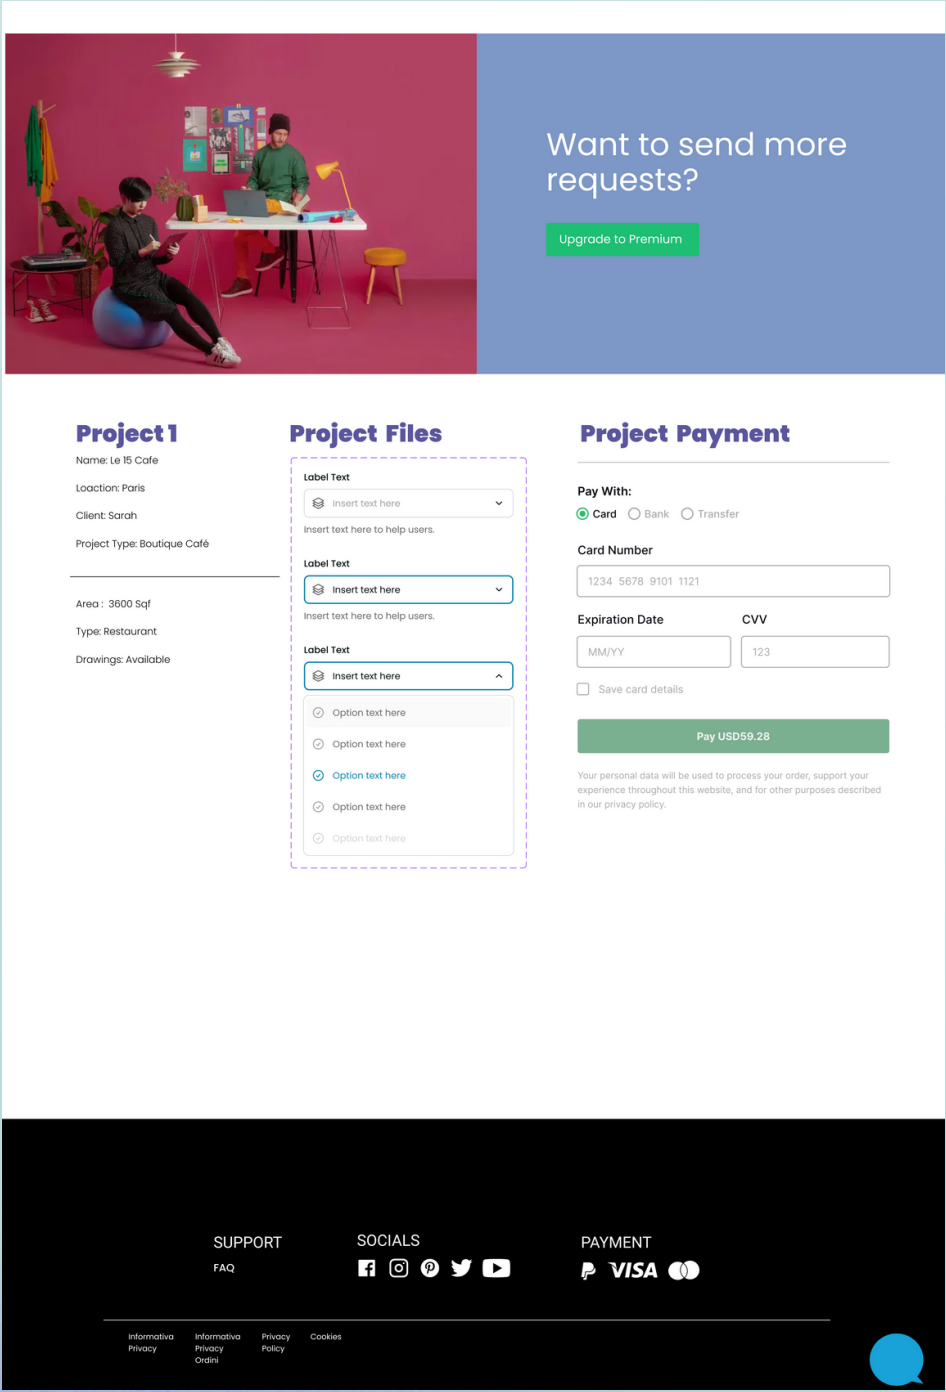 Want to send more
requests?
Upgrade to Premium
Project 1
Name: Le 15 Cafe
Loaction: Paris
Client: Sarah
Project Type: Boutique Café
Area :  3600 Sqf
Type: Restaurant
Drawings: Available
Project Files
Label Text
Insert text here
Insert text here to help users.
Label Text
Insert text here
Insert text here to help users.
Label Text
Insert text here
Option text here
Option text here
Option text here
Option text here
Option text here
Project Payment
Pay With:
Card
Bank
Transfer
Card Number
1234 5678 9101 1121
Expiration Date
CVV
MM/YY
123
Save card details
Pay USD59.28
Your personal data will be used to process your order, support your
experience throughout this website, and for other purposes described
in our privacy policy.
SUPPORT
FAQ
SOCIALS
PAYMENT
VISA
Informativa
Privacy
Informativa
Privacy
Ordini
Privacy
Policy
Cookies